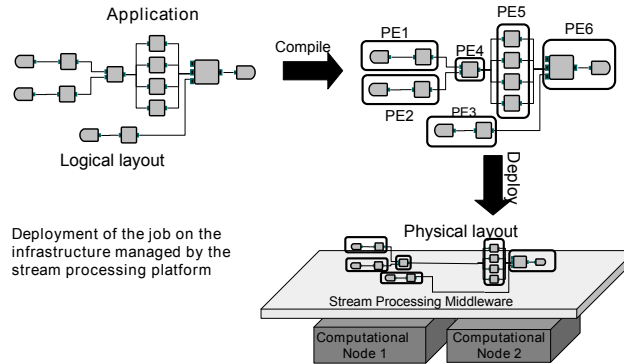 Application
Compile
PE1
PE2
PE3
PE4
PE5
PE6
Logical layout
Deploy
Deployment of the job on the
infrastructure managed by the
stream processing platform
Physical layout
Stream Processing Middleware
Computational
Node 1
Computational
Node 2